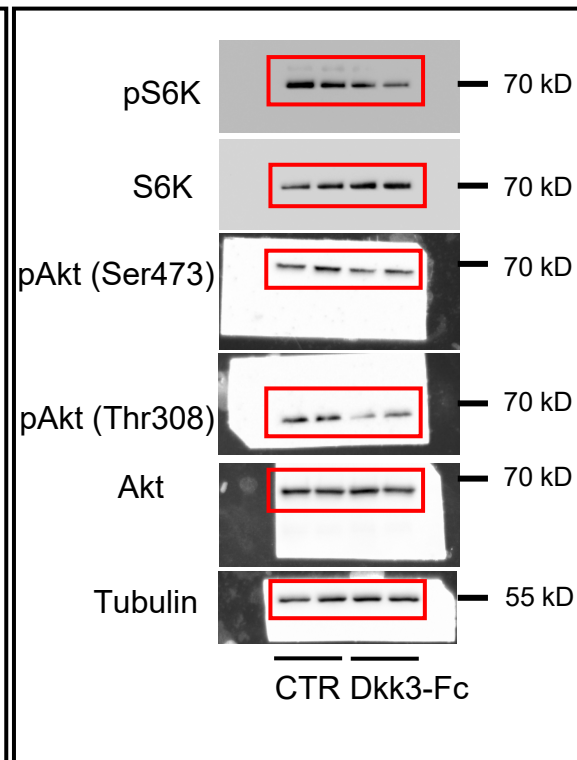 pS6K 70 kD
S6K 70 kD
pAkt (Ser473) 70 kD
pAkt (Thr308) 70 kD
Akt 70 kD
Tubulin 55 kD
CTR Dkk3-Fc